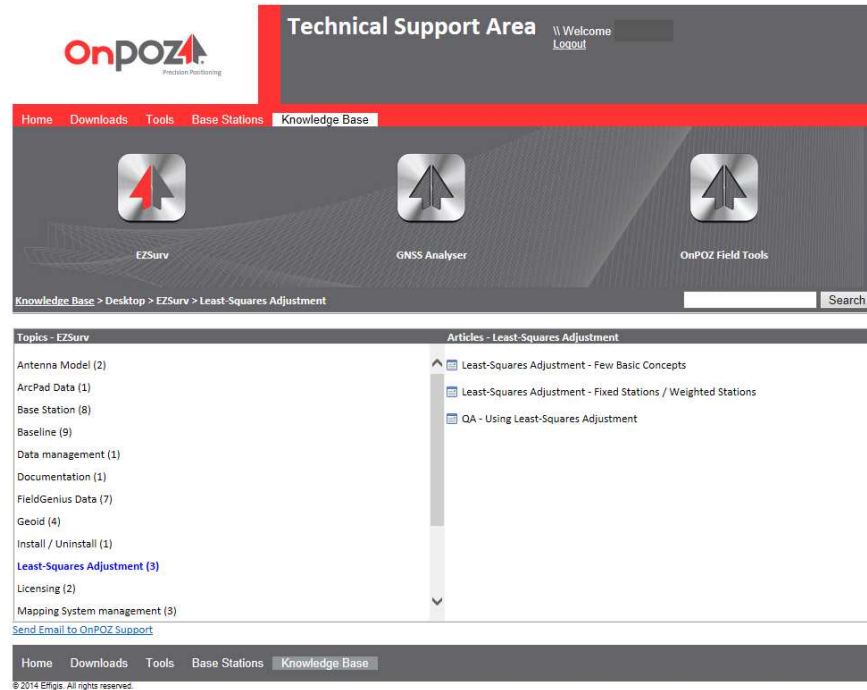 OnPOZ
Precision Positioning
Technical Support Area
\\ Welcome
Logout
Home Downloads Tools Base Stations Knowledge Base
EZSurv
GNSS Analyser
OnPOZ Field Tools
Knowledge Base > Desktop > EZSurv > Least-Squares Adjustment
Search
Topics - EZSurv
Antenna Model (2)
ArcPad Data (1)
Base Station (8)
Baseline (9)
Data management (1)
Documentation (1)
FieldGenius Data (7)
Geoid (4)
Install / Uninstall (1)
Least-Squares Adjustment (3)
Licensing (2)
Mapping System management (3)
Articles - Least-Squares Adjustment
Least-Squares Adjustment - Few Basic Concepts
Least-Squares Adjustment - Fixed Stations / Weighted Stations
QA - Using Least-Squares Adjustment
Send Email to OnPOZ Support
Home Downloads Tools Base Stations Knowledge Base
© 2014 Effigis. All rights reserved.